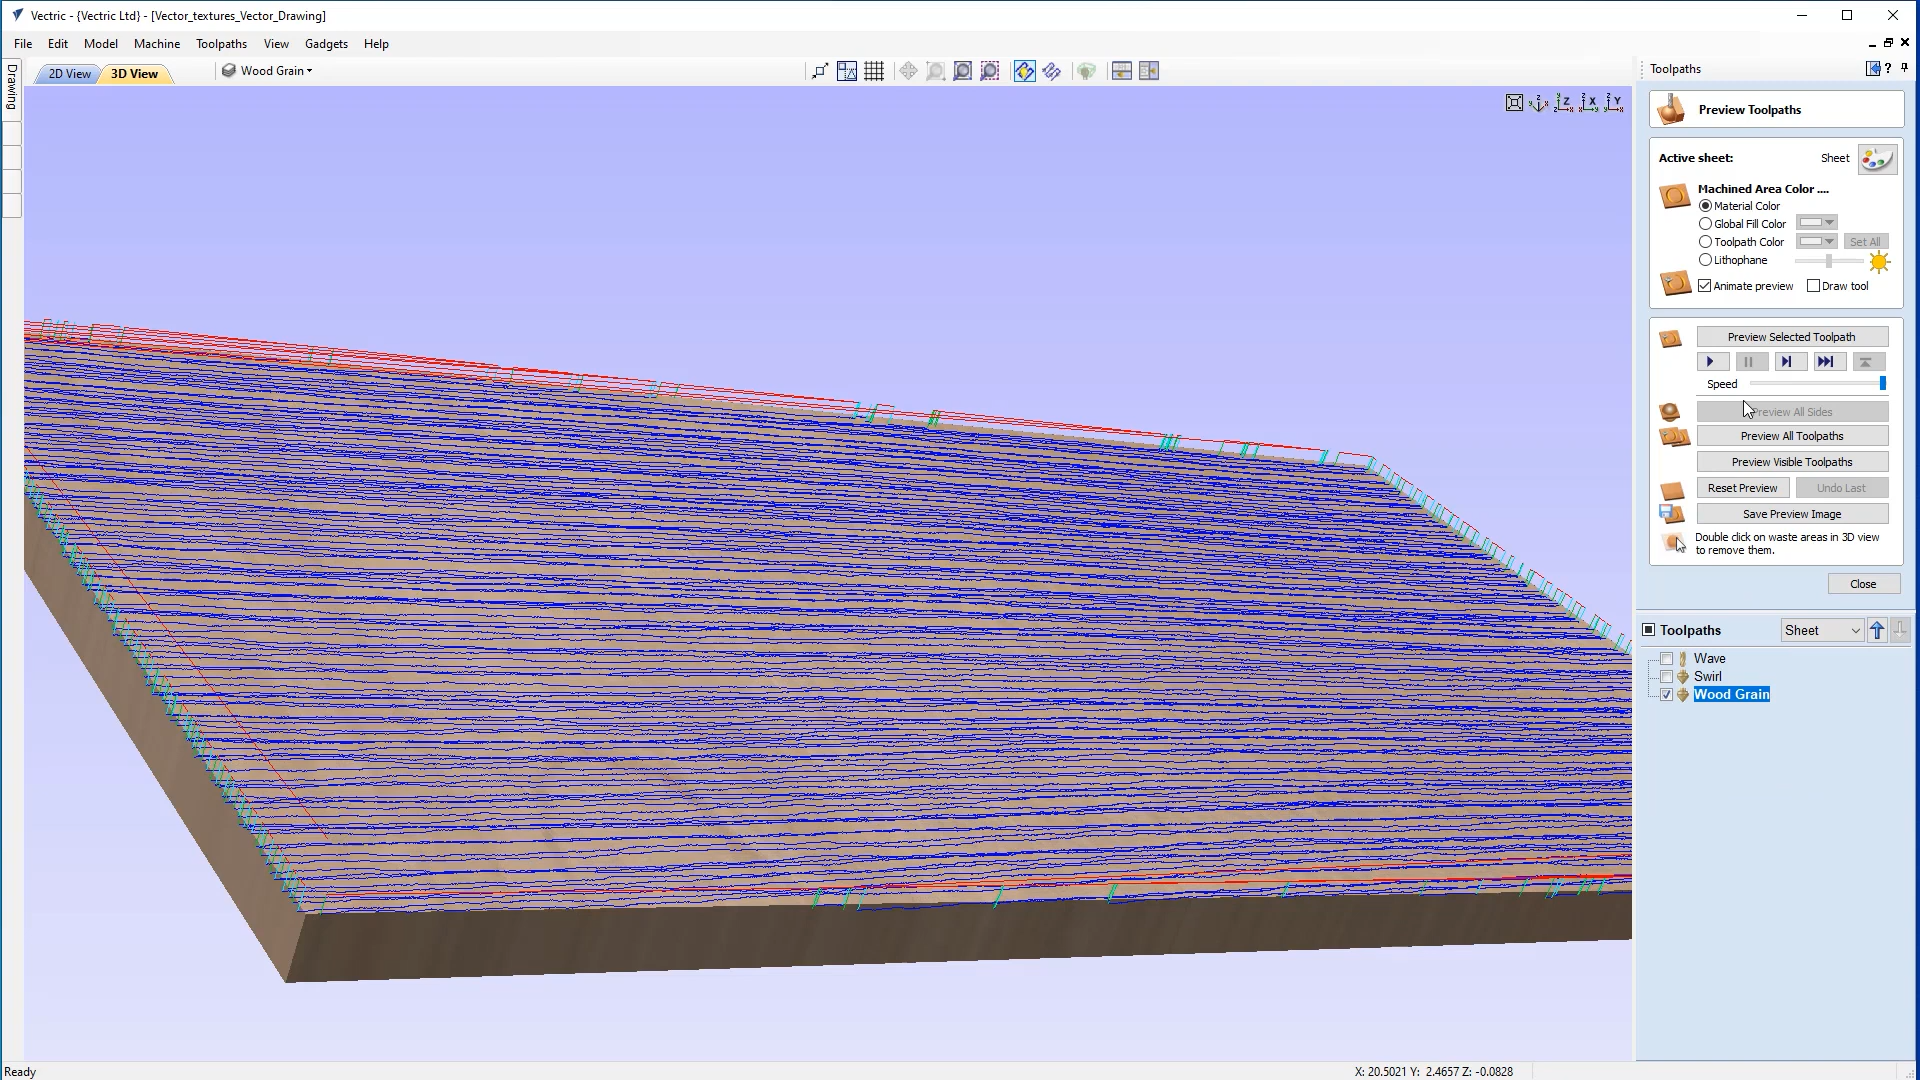 Vectric - {Vectric Ltd} - [Vector_textures_Vector_Drawing]
File Edit Model Machine Toolpaths View Gadgets Help
Drawing
2D View 3D View Wood Grain
Toolpaths ?
Z X Y
Preview Toolpaths
Active sheet: Sheet
Machined Area Color ....
Material Color
Global Fill Color
Toolpath Color Set All
Lithophane
Animate preview Draw tool
Preview Selected Toolpath
Speed
Preview All Sides
Preview All Toolpaths
Preview Visible Toolpaths
Reset Preview Undo Last
Save Preview Image
Double click on waste areas in 3D view
to remove them.
Close
Toolpaths Sheet
Wave
Swirl
Wood Grain
Ready X: 20.5021 Y: 2.4657 Z: -0.0828